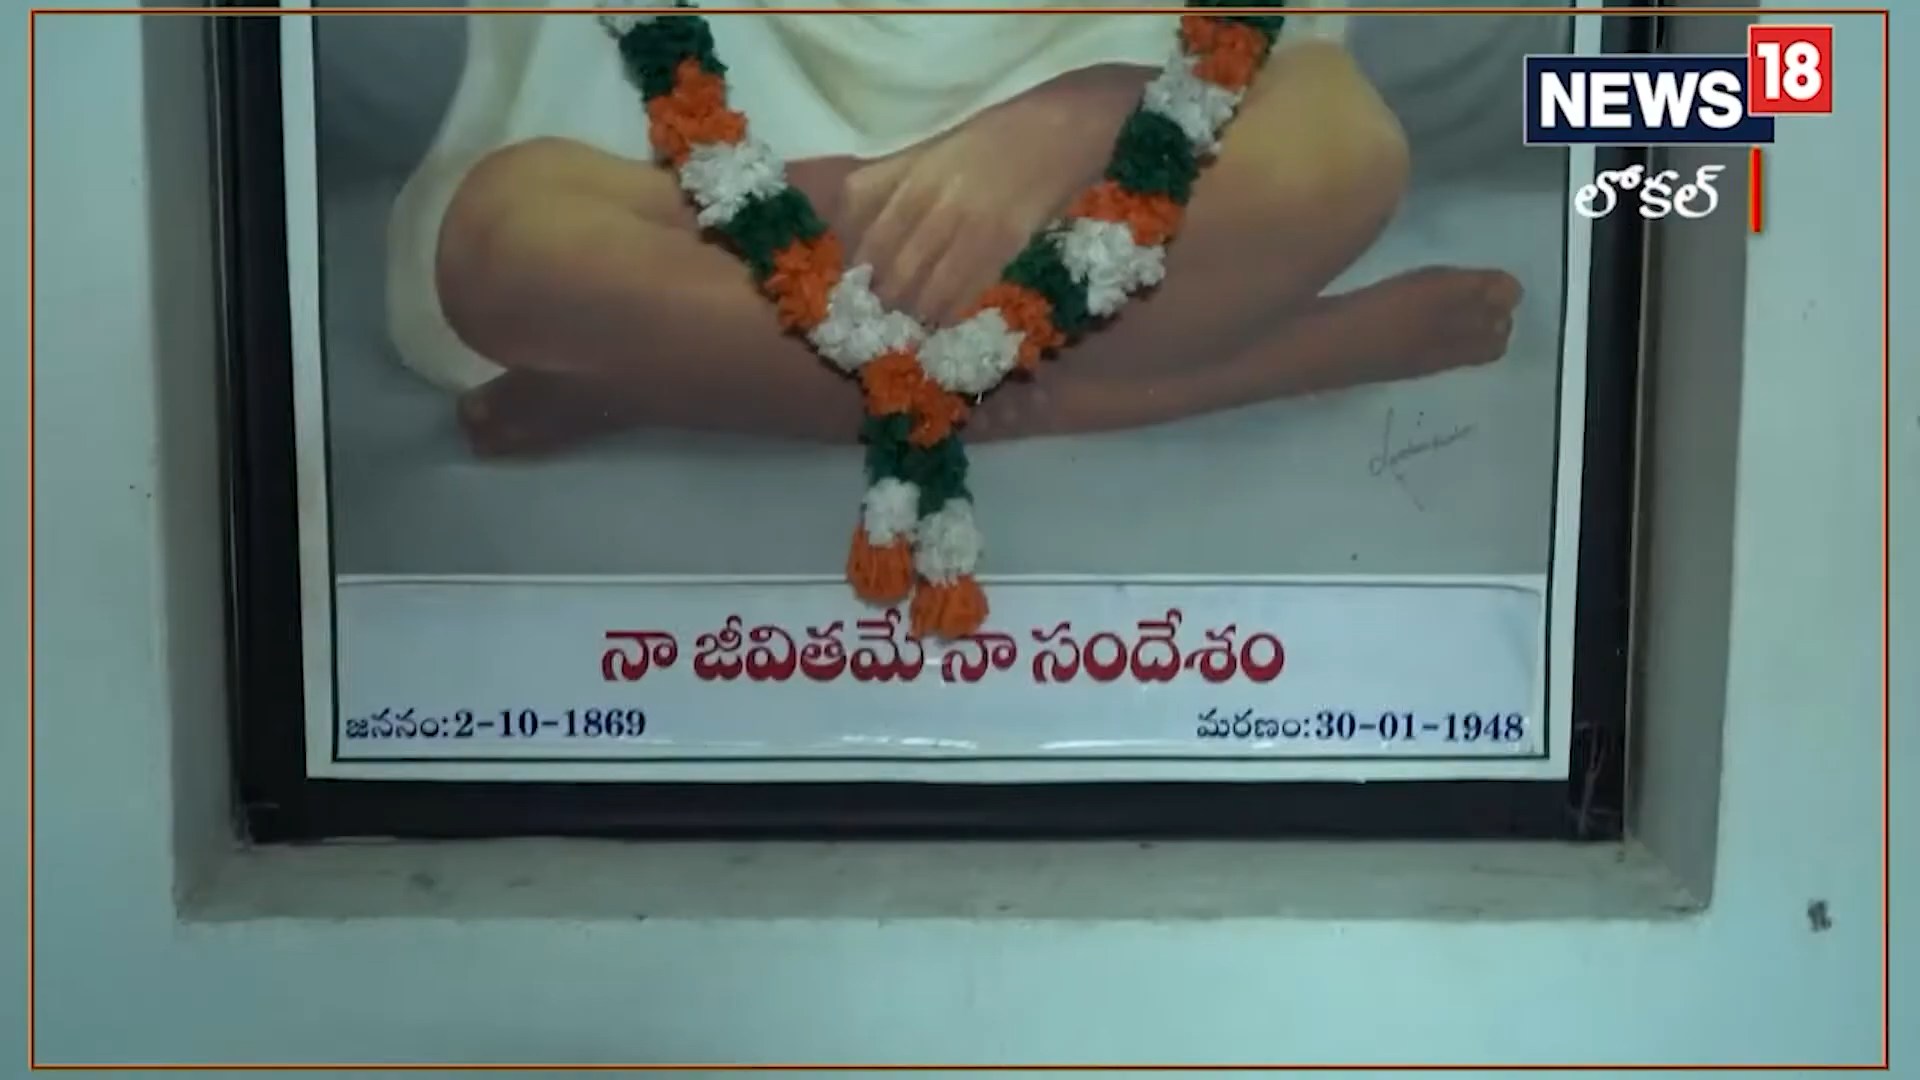 NEWS18
లోకల్
నా జీవితమే నా సందేశం
జననం:2-10-1869
మరణం:30-01-1948